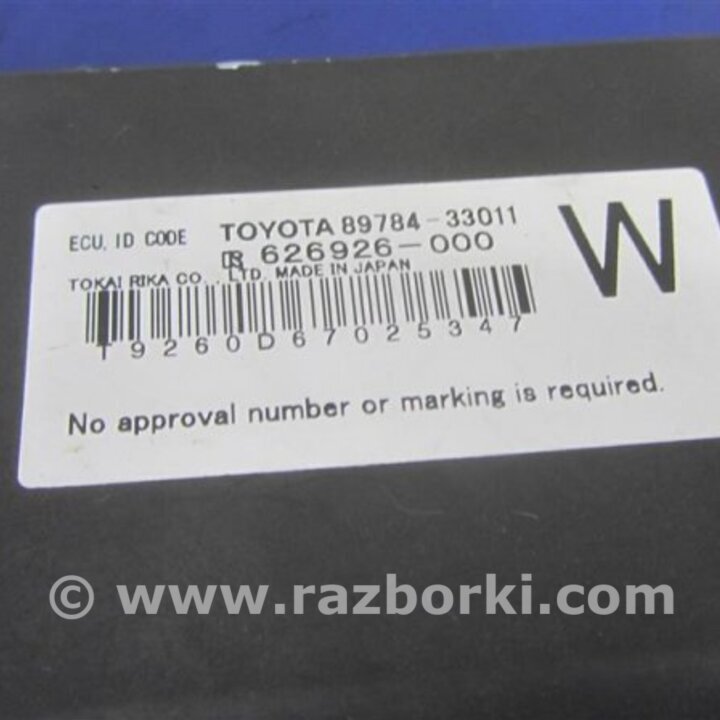 ECU, ID CODE TOYOTA 89784-33011 W
626926-000
TOKAI RIKA CO., LTD. MADE IN JAPAN
T9260D67025347
No approval number or marking is required.
© www.razborki.com